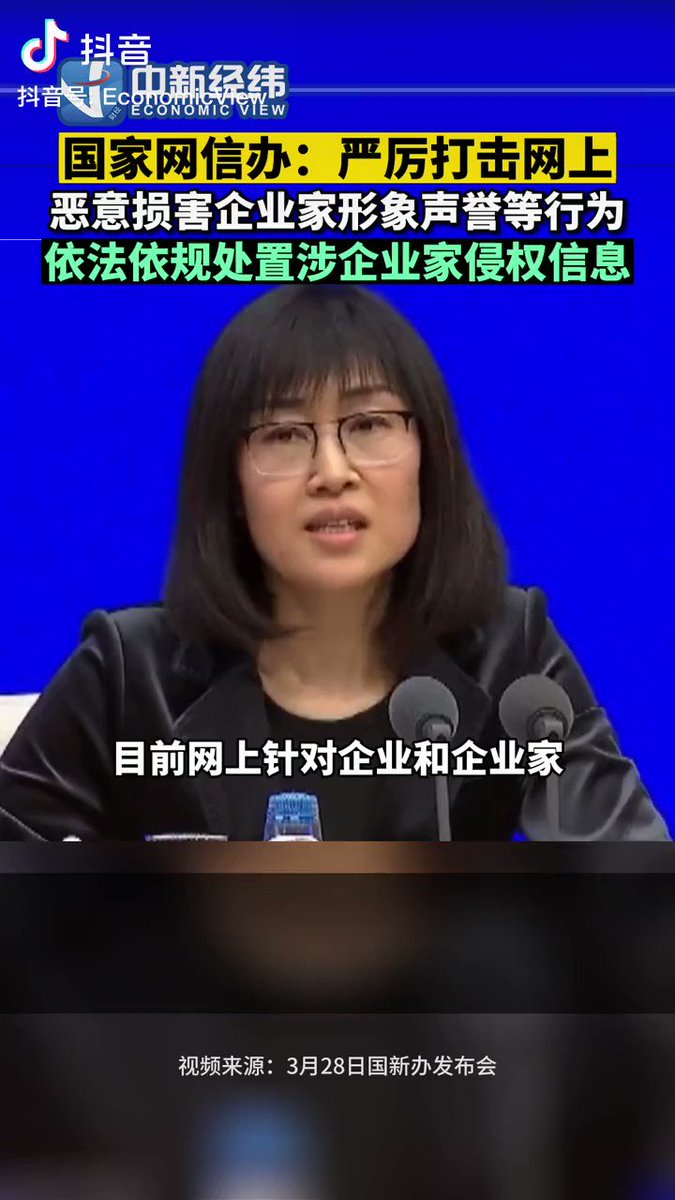 抖音
中新经纬
抖音号: EconomicView
ECONOMIC VIEW
国家网信办：严厉打击网上
恶意损害企业家形象声誉等行为
依法依规处置涉企业家侵权信息
目前网上针对企业和企业家
视频来源：3月28日国新办发布会